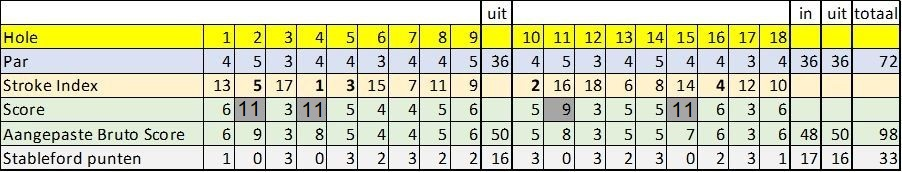 uit in uit totaal
Hole 1 2 3 4 5 6 7 8 9 10 11 12 13 14 15 16 17 18
Par 4 5 3 4 4 3 4 4 5 36 4 5 3 4 5 4 4 3 4 36 36 72
Stroke Index 13 5 17 1 3 15 7 11 9 2 16 18 6 8 14 4 12 10
Score 6 11 3 11 5 4 4 5 6 5 9 3 5 5 11 6 3 6
Aangepaste Bruto Score 6 9 3 8 5 4 4 5 6 50 5 8 3 5 5 7 6 3 6 48 50 98
Stableford punten 1 0 3 0 3 2 3 2 2 16 3 0 3 2 3 0 2 3 1 17 16 33